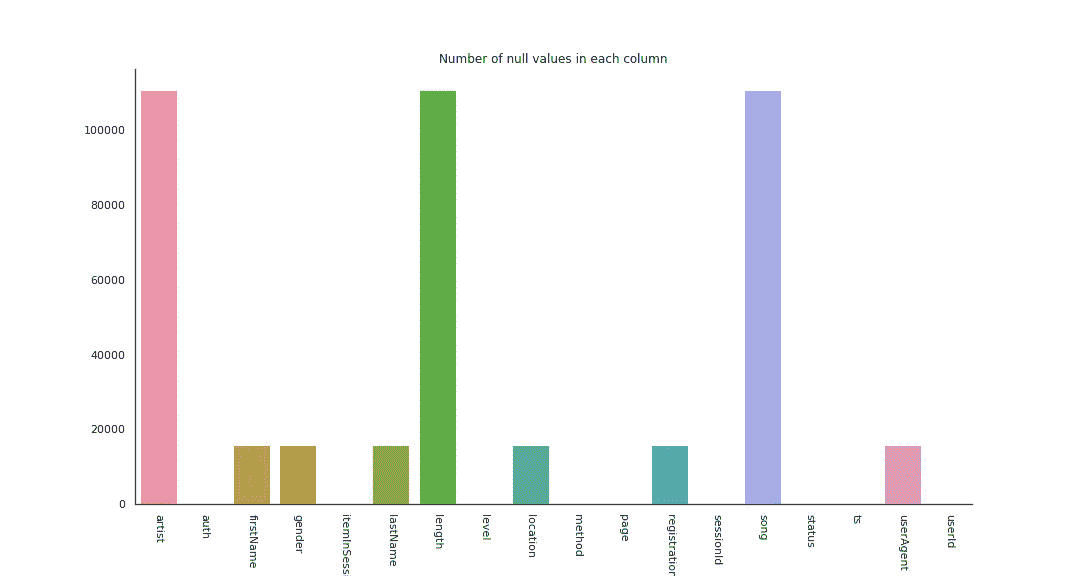 Number of null values in each column
100000
80000
60000
40000
20000
0
artist
auth
firstName
gender
itemInSessi
lastName
length
level
location
method
page
registration
sessionId
song
status
ts
userAgent
userId